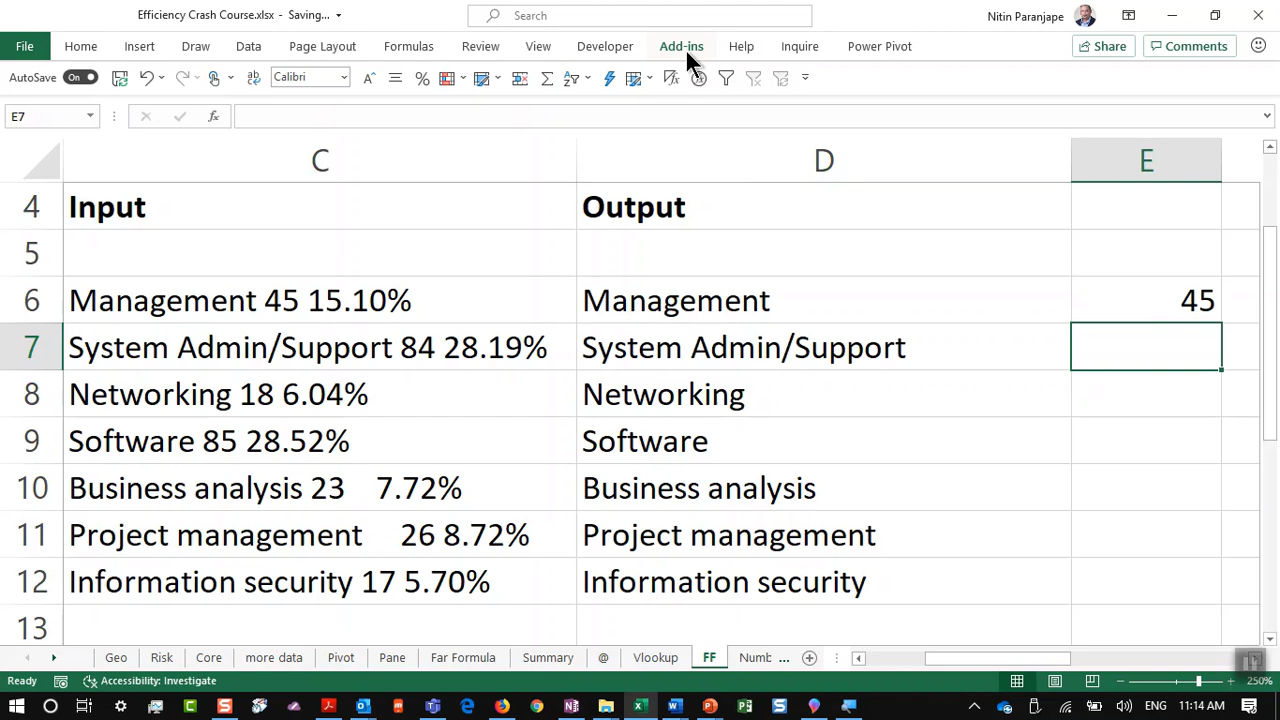 Efficiency Crash Course.xlsx - Saving...
Search
Nitin Paranjape
File Home Insert Draw Data Page Layout Formulas Review View Developer Add-ins Help Inquire Power Pivot Share Comments
AutoSave On Calibri
E7 fx
C D E
4 Input Output
5
6 Management 45 15.10% Management 45
7 System Admin/Support 84 28.19% System Admin/Support
8 Networking 18 6.04% Networking
9 Software 85 28.52% Software
10 Business analysis 23 7.72% Business analysis
11 Project management 26 8.72% Project management
12 Information security 17 5.70% Information security
13
Geo Risk Core more data Pivot Pane Far Formula Summary @ Vlookup FF Numb ...
Ready Accessibility: Investigate 250%
ENG 11:14 AM